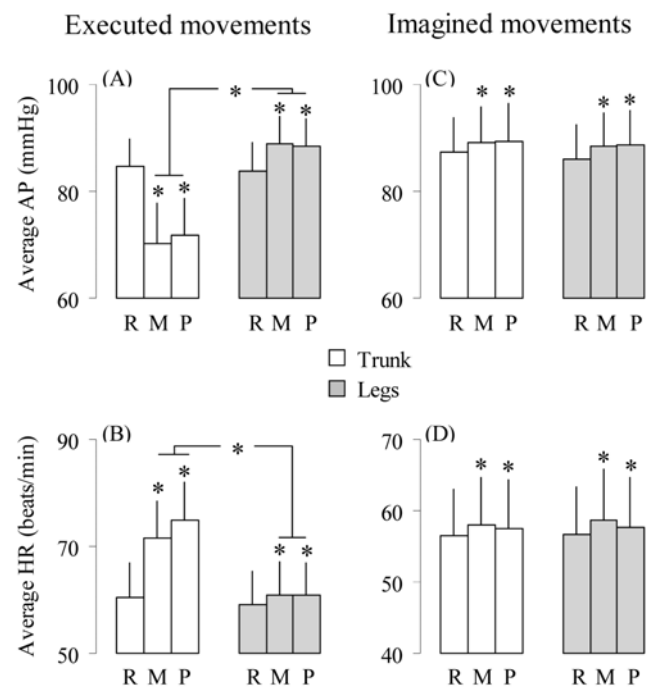 Executed movements
Imagined movements
(A)
(C)
Average AP (mmHg)
100
80
60
*
* *
* *
R M P
R M P
100
80
60
* *
* *
R M P
R M P
Trunk
Legs
(B)
(D)
Average HR (beats/min)
90
70
50
*
* *
* *
R M P
R M P
70
60
50
40
* *
* *
R M P
R M P